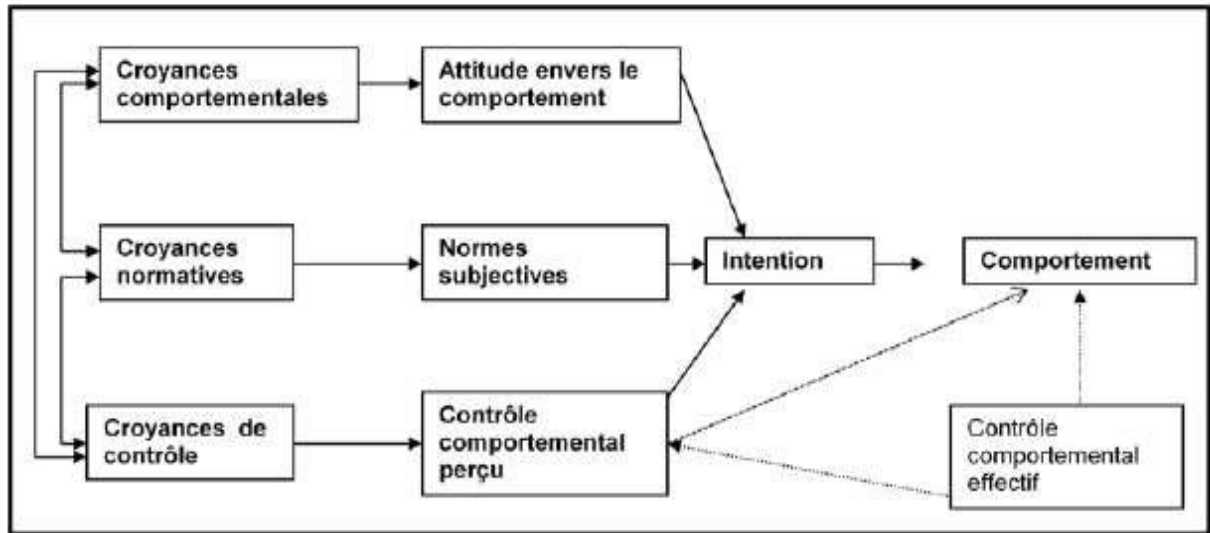 Croyances
comportementales
Attitude envers le
comportement
Croyances
normatives
Normes
subjectives
Intention
Comportement
Croyances de
contrôle
Contrôle
comportemental
perçu
Contrôle
comportemental
effectif